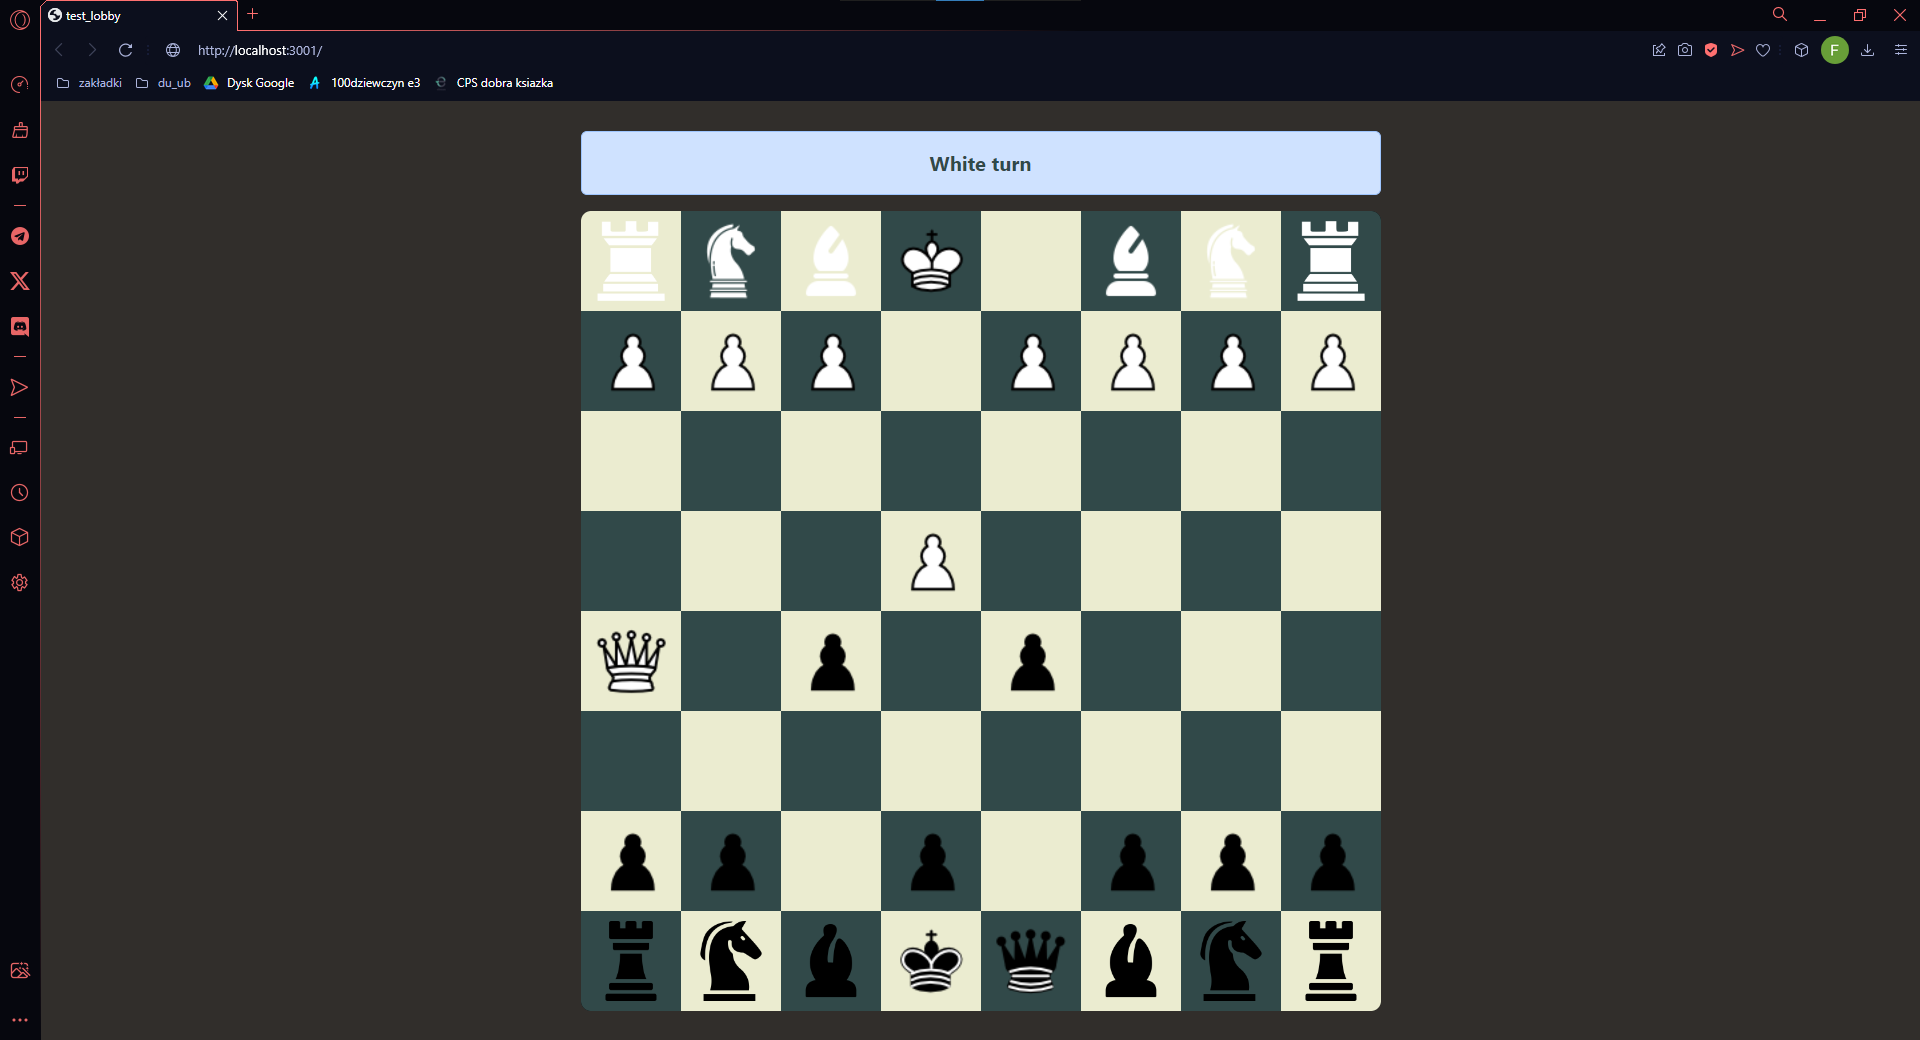 test_lobby
http://localhost:3001/
F
zakładki
du_ub
Dysk Google
100dziewczyn e3
CPS dobra ksiazka
White turn